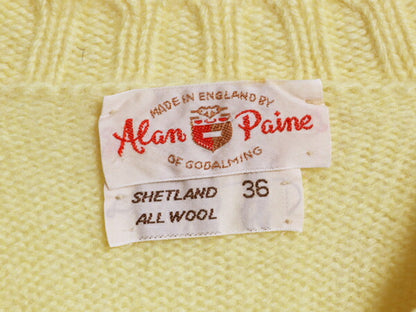 MADE IN ENGLAND BY
Alan Paine
OF GODALMING
SHETLAND 36
ALL WOOL